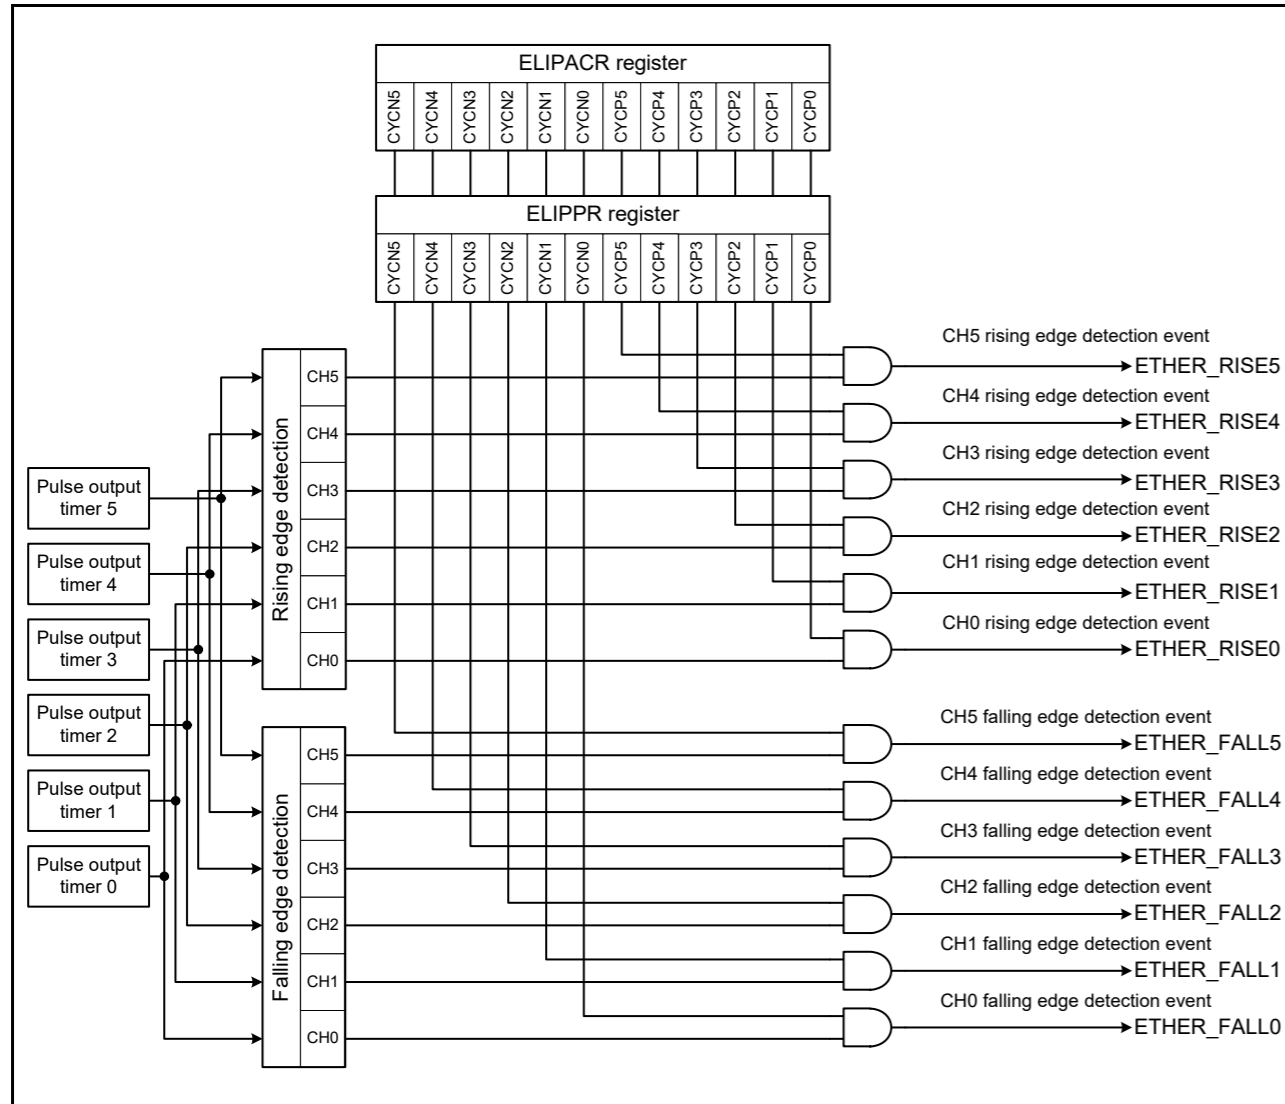 ELIPACR register
CYCN5
CYCN4
CYCN3
CYCN2
CYCN1
CYCN0
CYCP5
CYCP4
CYCP3
CYCP2
CYCP1
CYCP0
ELIPPR register
CYCN5
CYCN4
CYCN3
CYCN2
CYCN1
CYCN0
CYCP5
CYCP4
CYCP3
CYCP2
CYCP1
CYCP0
Pulse output
timer 5
Pulse output
timer 4
Pulse output
timer 3
Pulse output
timer 2
Pulse output
timer 1
Pulse output
timer 0
Rising edge detection
CH5
CH4
CH3
CH2
CH1
CH0
Falling edge detection
CH5
CH4
CH3
CH2
CH1
CH0
CH5 rising edge detection event
ETHER_RISE5
CH4 rising edge detection event
ETHER_RISE4
CH3 rising edge detection event
ETHER_RISE3
CH2 rising edge detection event
ETHER_RISE2
CH1 rising edge detection event
ETHER_RISE1
CH0 rising edge detection event
ETHER_RISE0
CH5 falling edge detection event
ETHER_FALL5
CH4 falling edge detection event
ETHER_FALL4
CH3 falling edge detection event
ETHER_FALL3
CH2 falling edge detection event
ETHER_FALL2
CH1 falling edge detection event
ETHER_FALL1
CH0 falling edge detection event
ETHER_FALL0